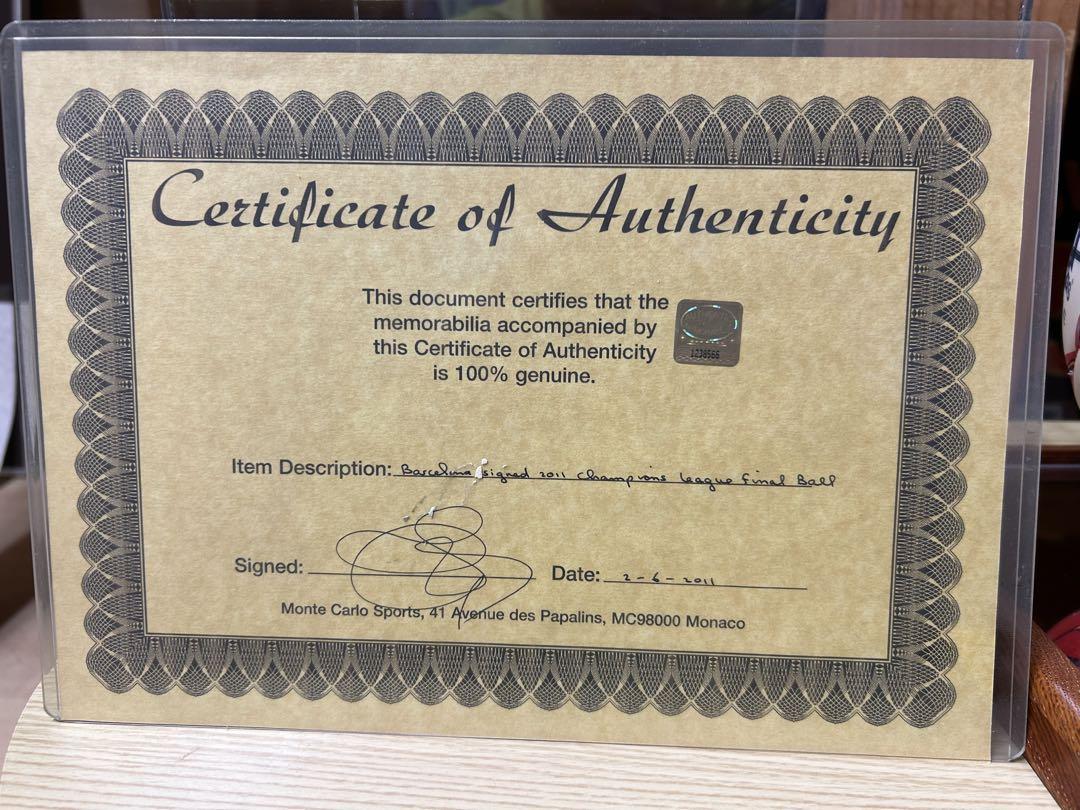 Certificate of Authenticity
This document certifies that the
memorabilia accompanied by
this Certificate of Authenticity
is 100% genuine.
1238566
Item Description: Barcelona signed 2011 Champions League Final Ball
Signed:
Date: 2-6-2011
Monte Carlo Sports, 41 Avenue des Papalins, MC98000 Monaco